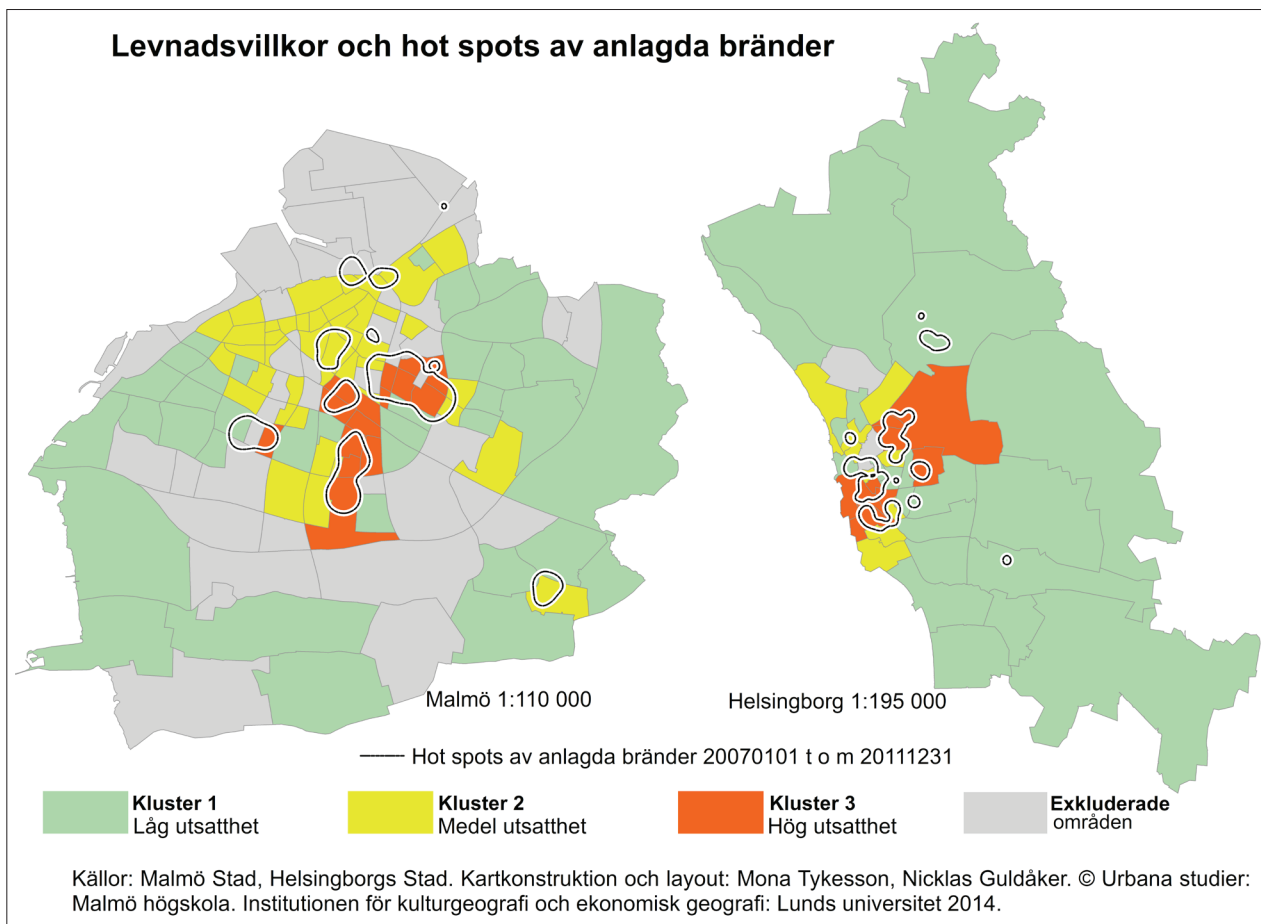 Levnadsvillkor och hot spots av anlagda bränder
Malmö 1:110 000
Helsingborg 1:195 000
Hot spots av anlagda bränder 20070101 t o m 20111231
Kluster 1
Låg utsatthet
Kluster 2
Medel utsatthet
Kluster 3
Hög utsatthet
Exkluderade
områden
Källor: Malmö Stad, Helsingborgs Stad. Kartkonstruktion och layout: Mona Tykesson, Nicklas Guldåker. © Urbana studier:
Malmö högskola. Institutionen för kulturgeografi och ekonomisk geografi: Lunds universitet 2014.